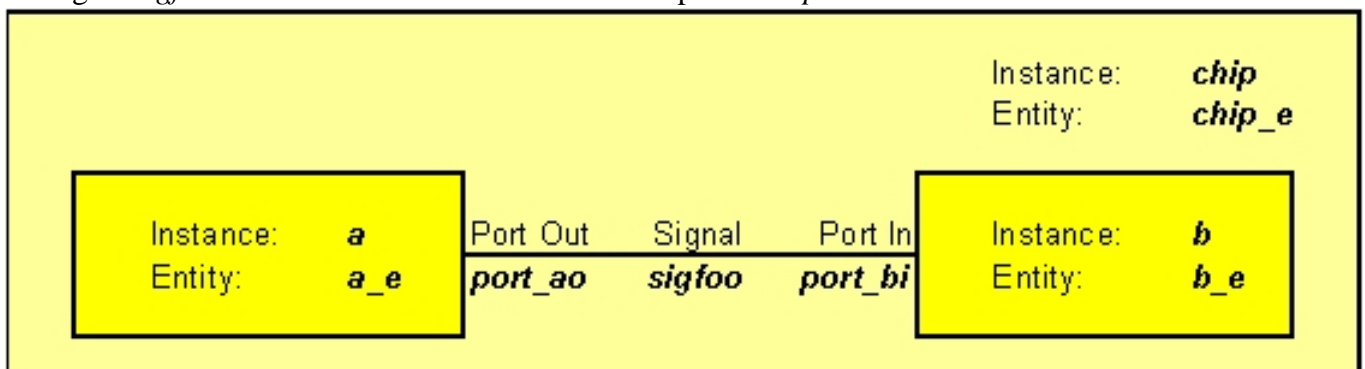 Instance: chip
Entity: chip_e
Instance: a
Entity: a_e
Port Out Signal Port In
port_ao sigfoo port_bi
Instance: b
Entity: b_e